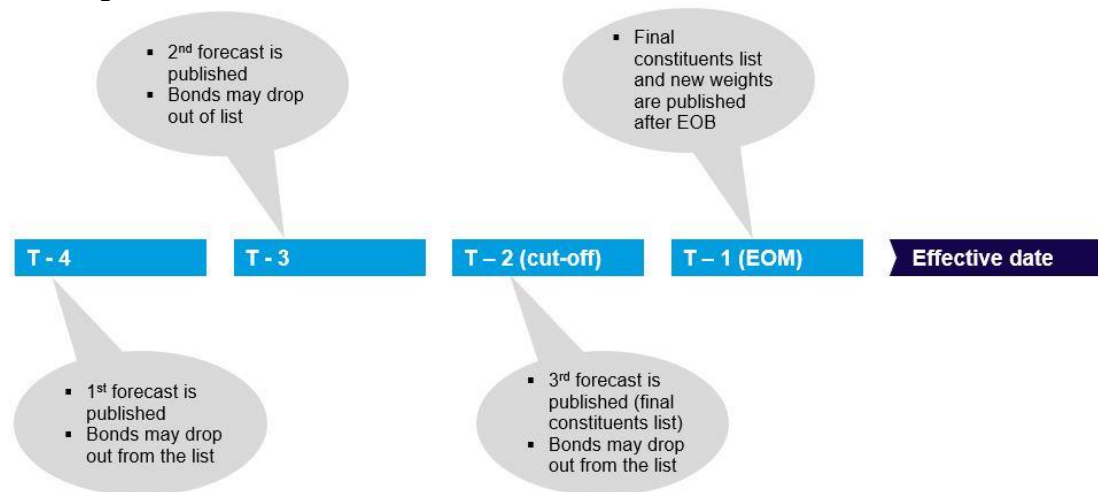 ▪ 2nd forecast is
published
▪ Bonds may drop
out of list
▪ Final
constituents list
and new weights
are published
after EOB
T - 4
T - 3
T – 2 (cut-off)
T – 1 (EOM)
Effective date
▪ 1st forecast is
published
▪ Bonds may drop
out from the list
▪ 3rd forecast is
published (final
constituents list)
▪ Bonds may drop
out from the list